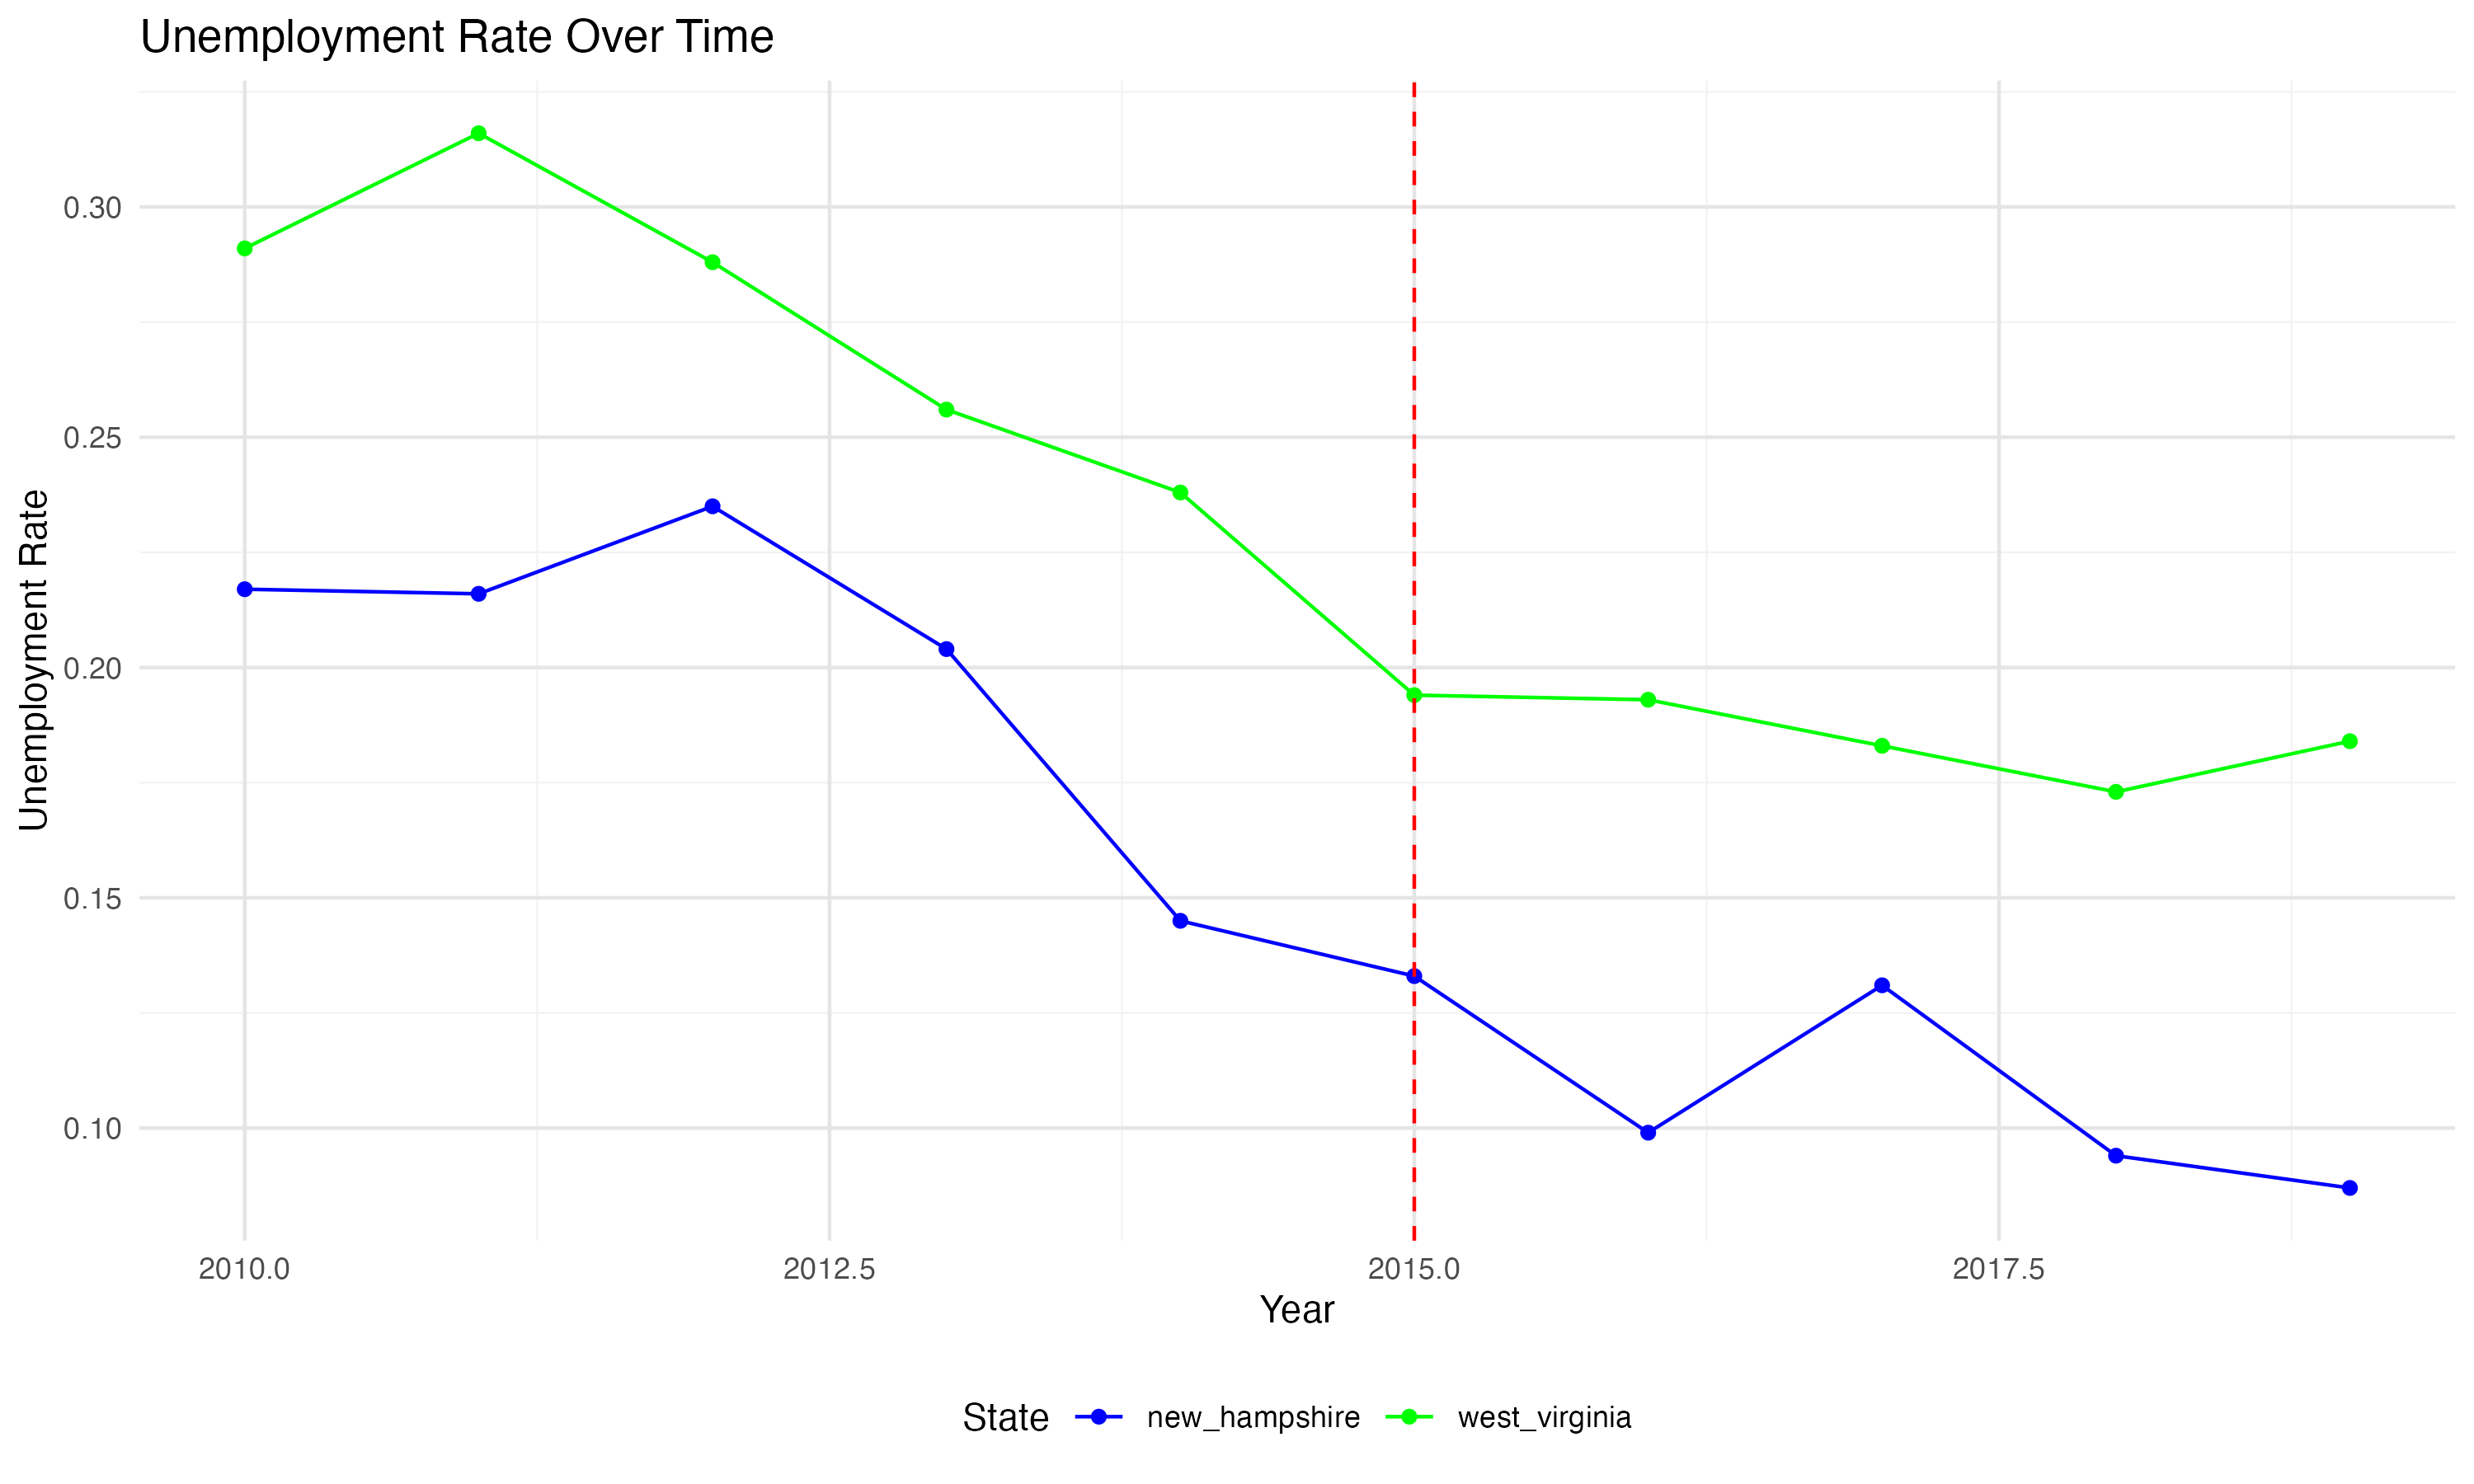 Unemployment Rate Over Time
Unemployment Rate
0.30
0.25
0.20
0.15
0.10
2010.0 2012.5 2015.0 2017.5
Year
State new_hampshire west_virginia